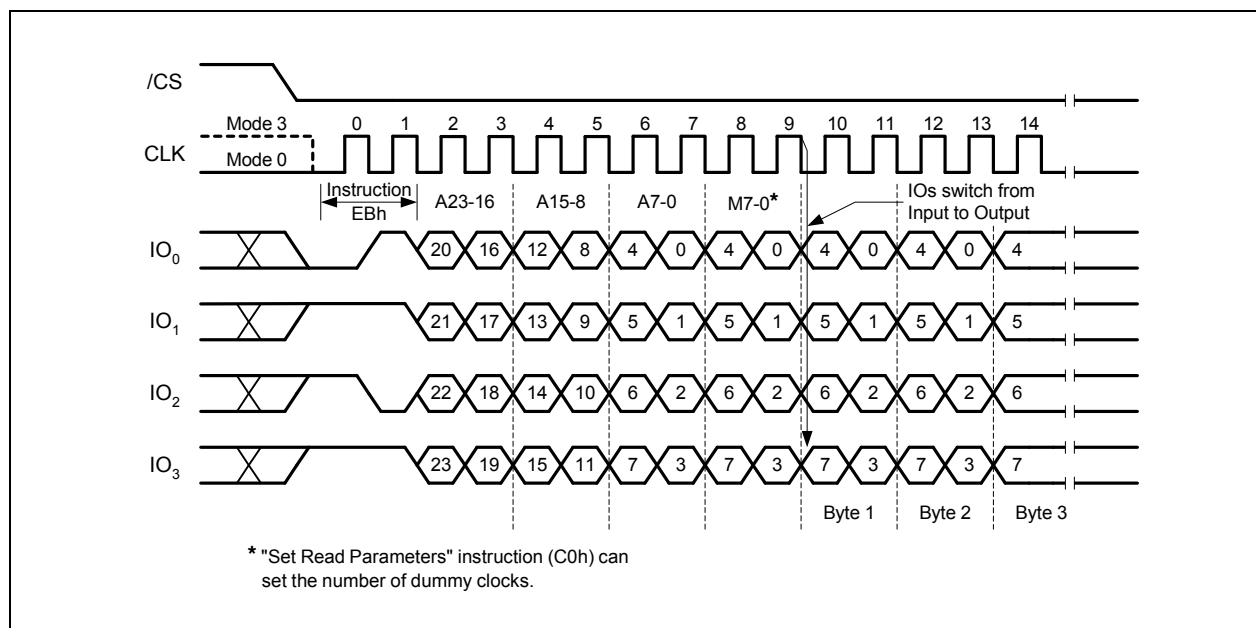 /CS
Mode 3 0 1 2 3 4 5 6 7 8 9 10 11 12 13 14
CLK
Mode 0
Instruction
EBh A23-16 A15-8 A7-0 M7-0* IOs switch from
Input to Output
IO0 20 16 12 8 4 0 4 0 4 0 4 0 4
IO1 21 17 13 9 5 1 5 1 5 1 5 1 5
IO2 22 18 14 10 6 2 6 2 6 2 6 2 6
IO3 23 19 15 11 7 3 7 3 7 3 7 3 7
Byte 1 Byte 2 Byte 3
* "Set Read Parameters" instruction (C0h) can
set the number of dummy clocks.